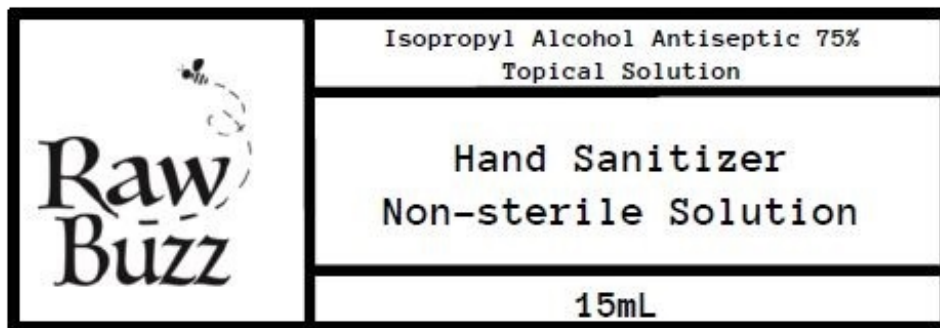 Raw
Buzz
Isopropyl Alcohol Antiseptic 75%
Topical Solution
Hand Sanitizer
Non-sterile Solution
15mL